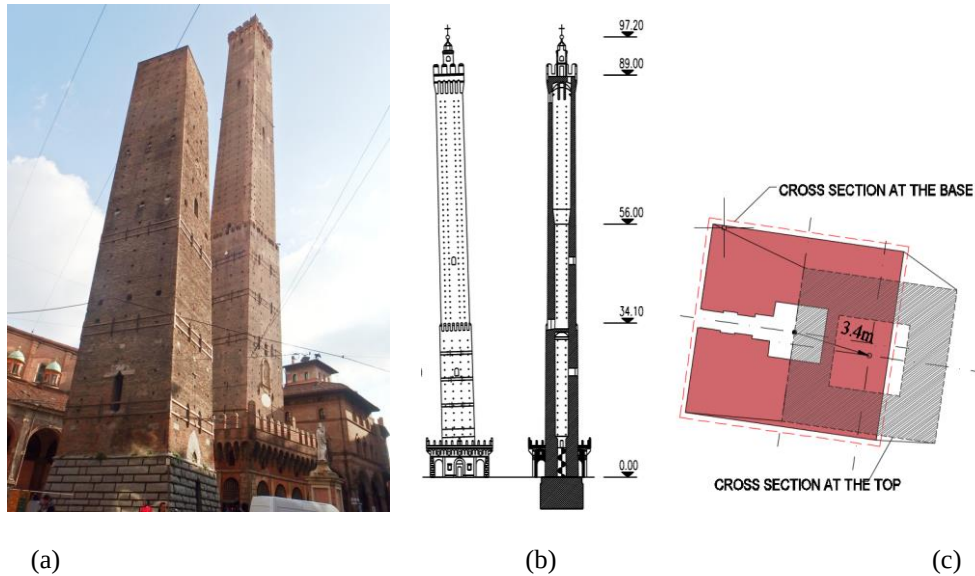 97.20
89.00
56.00
34.10
0.00
CROSS SECTION AT THE BASE
3.4m
CROSS SECTION AT THE TOP
(a)
(b)
(c)